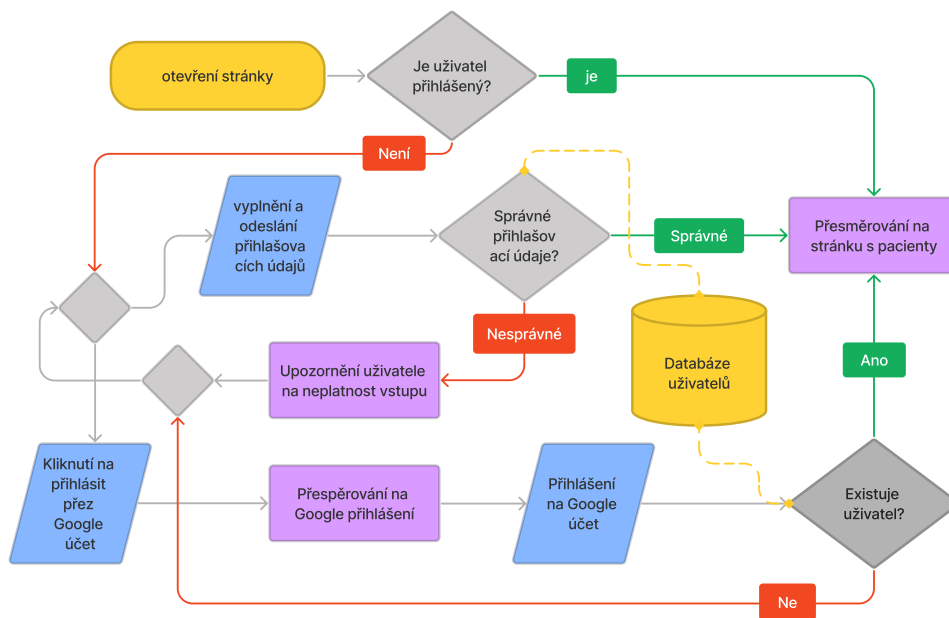 otevření stránky
Je uživatel
přihlášený?
je
Není
vyplnění a
odeslání
přihlašova
cích údajů
Správné
přihlašov
ací údaje?
Správné
Přesměrování na
stránku s pacienty
Nesprávné
Upozornění uživatele
na neplatnost vstupu
Databáze
uživatelů
Ano
Kliknutí na
přihlásit
přez
Google
účet
Přespěrování na
Google přihlášení
Přihlášení
na Google
účet
Existuje
uživatel?
Ne